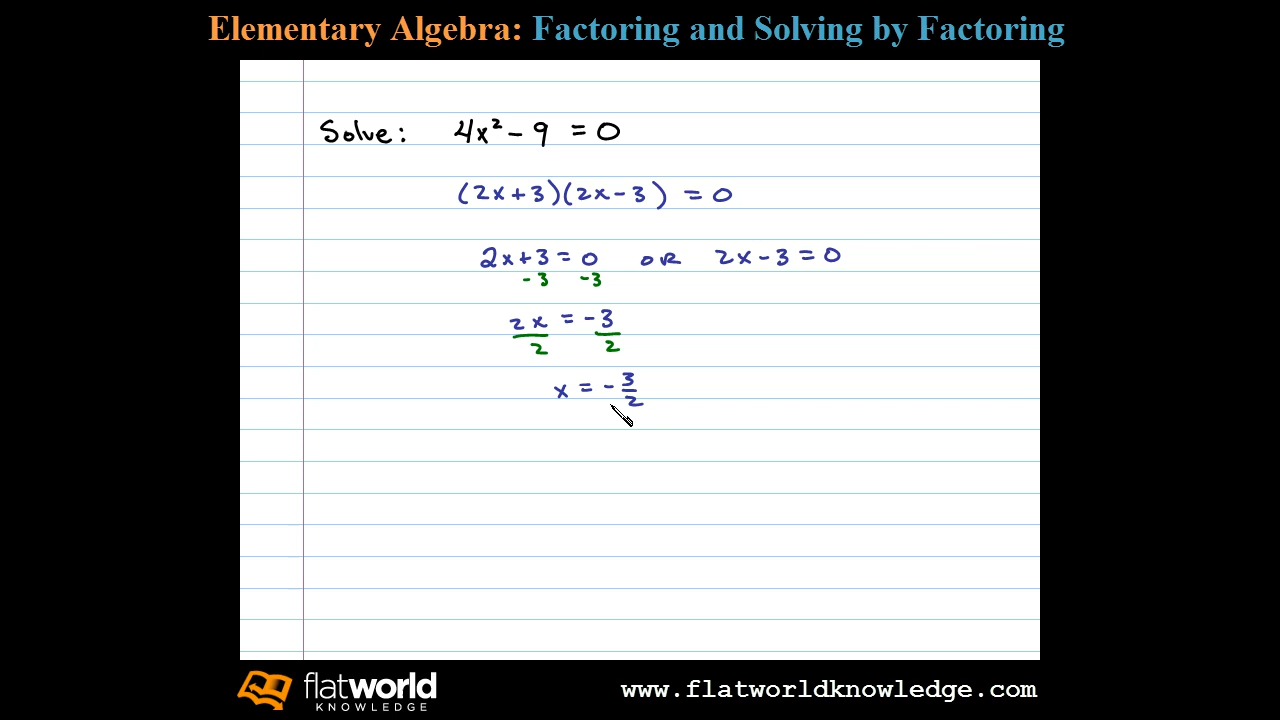 Elementary Algebra: Factoring and Solving by Factoring
Solve: 4x² - 9 = 0
(2x + 3)(2x - 3) = 0
2x + 3 = 0 OR 2x - 3 = 0
-3 -3
2x = -3
2 2
x = - 3/2
flatworld
KNOWLEDGE
www.flatworldknowledge.com